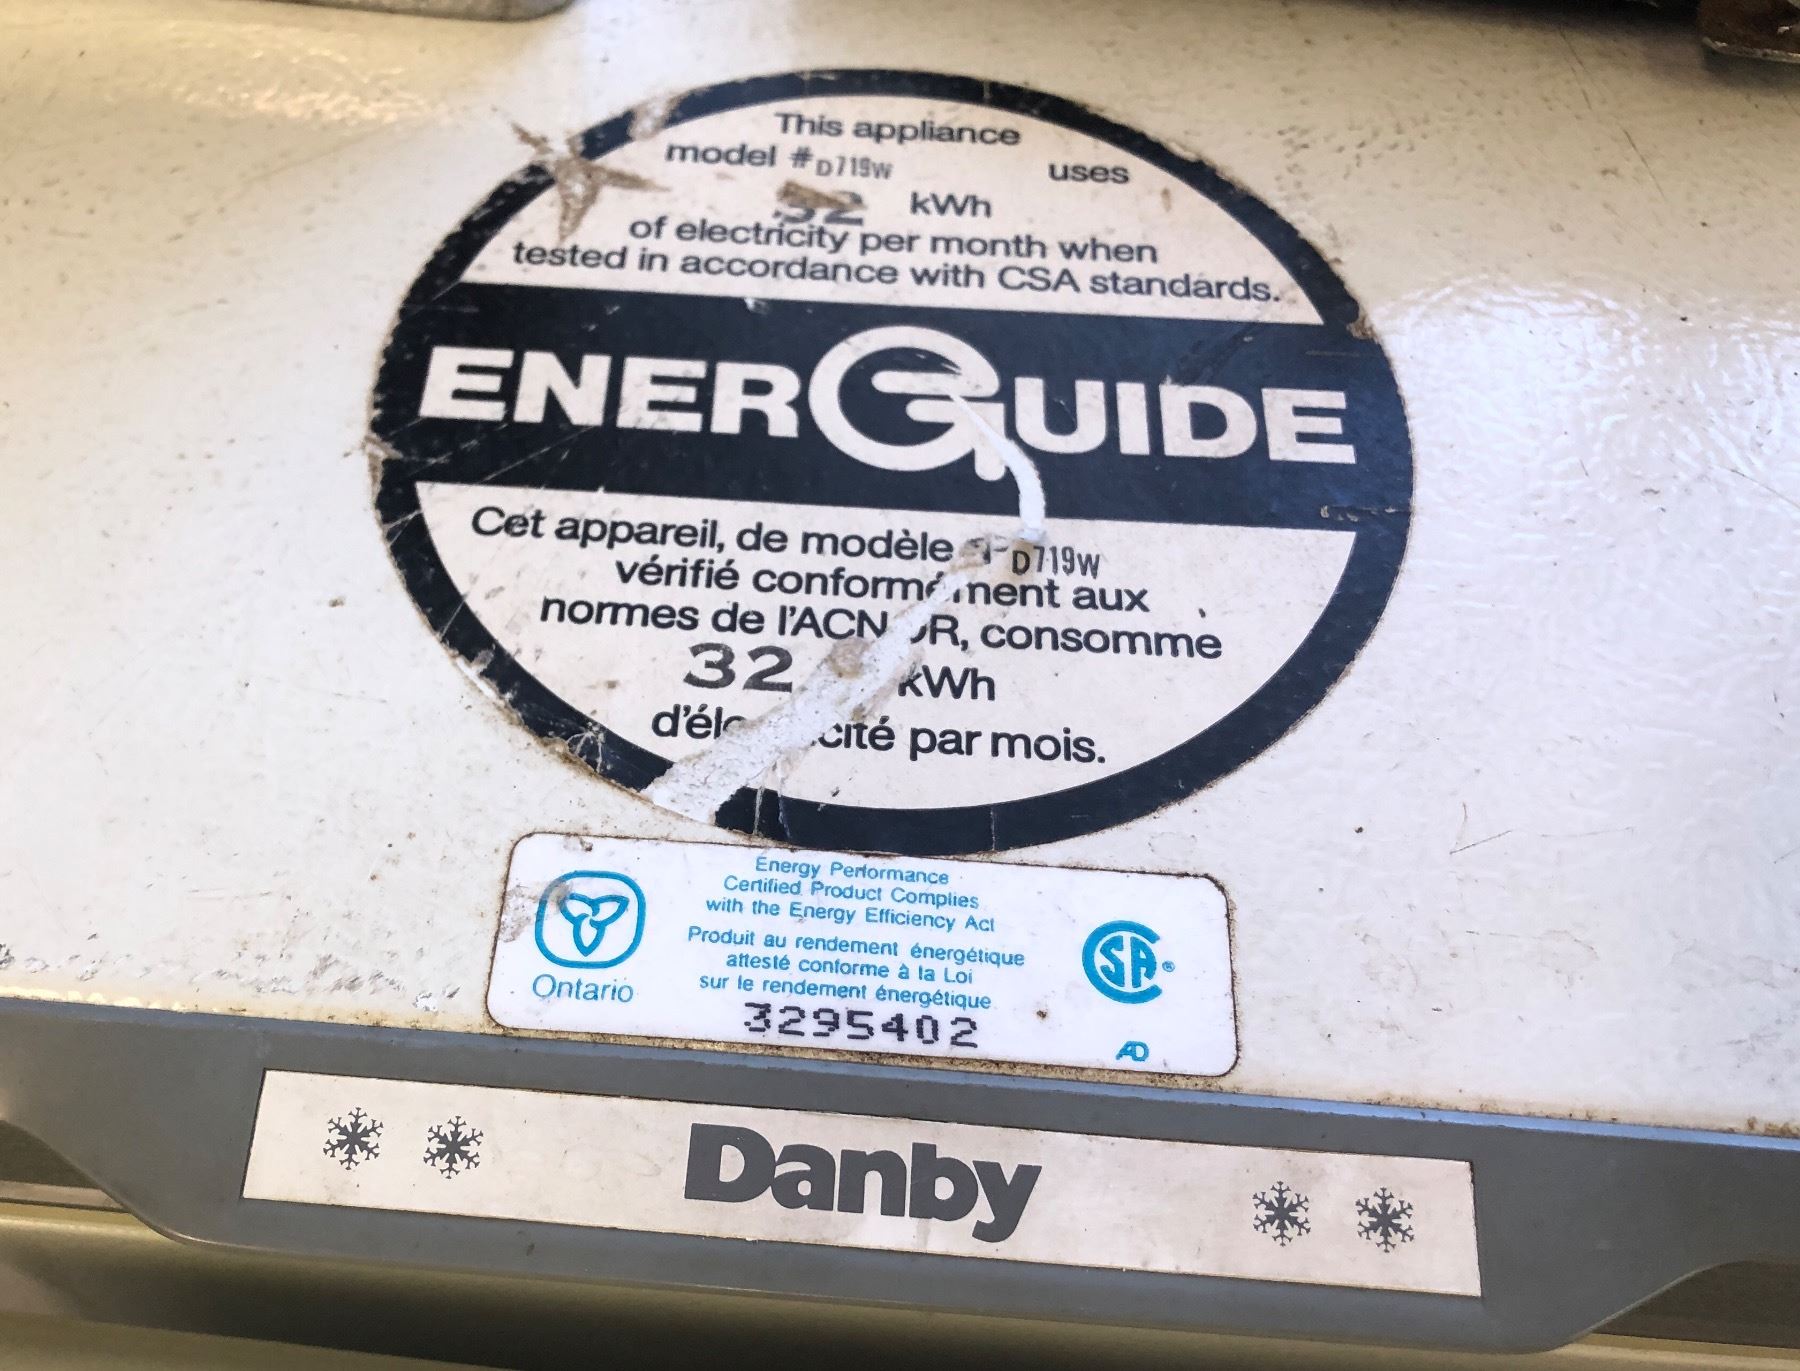 This appliance
model # D719W uses
32 kWh
of electricity per month when
tested in accordance with CSA standards.
ENERGUIDE
Cet appareil, de modèle D719W
vérifié conformément aux
normes de l'ACNOR, consomme
32 kWh
d'électricité par mois.
Energy Performance
Certified Product Complies
with the Energy Efficiency Act
Produit au rendement énergétique
attesté conforme à la Loi
sur le rendement énergétique
3295402
Ontario
CSA®
AD
Danby